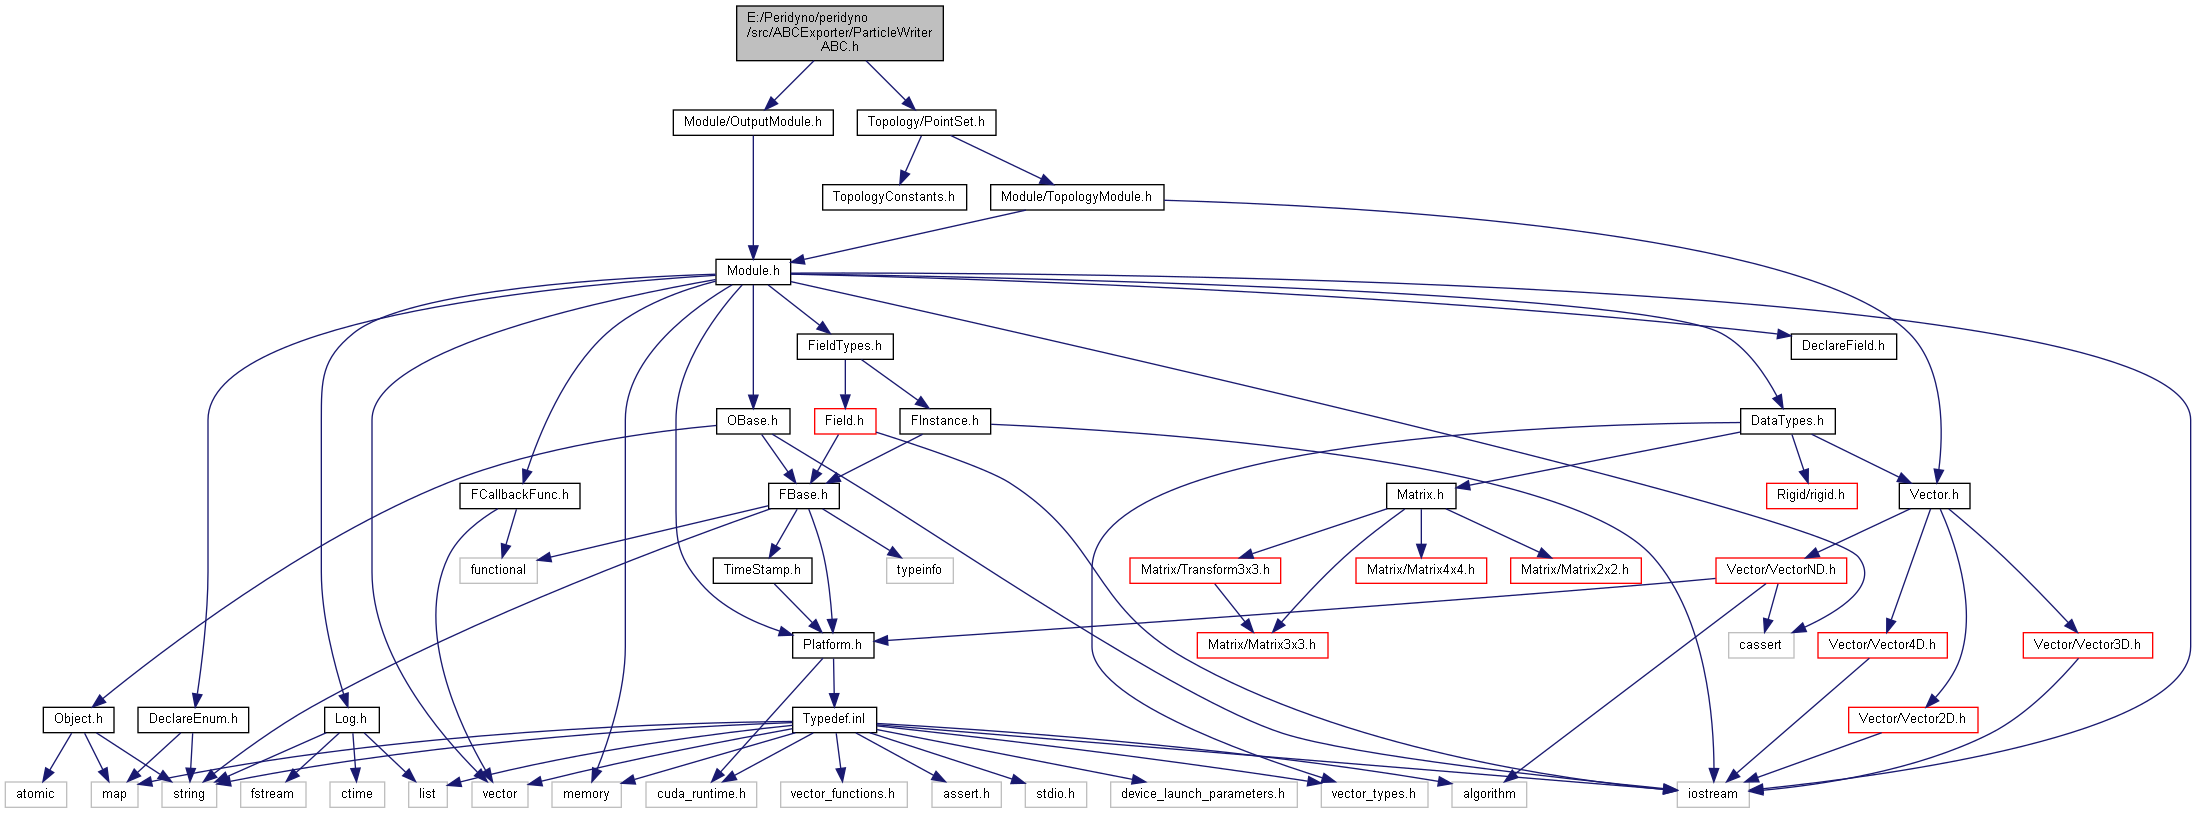 E:/Peridyno/peridyno
/src/ABCExporter/ParticleWriter
ABC.h
Module/OutputModule.h
Topology/PointSet.h
TopologyConstants.h
Module/TopologyModule.h
Module.h
FieldTypes.h
DeclareField.h
OBase.h
Field.h
FInstance.h
DataTypes.h
FCallbackFunc.h
FBase.h
Matrix.h
Rigid/rigid.h
Vector.h
functional
TimeStamp.h
typeinfo
Matrix/Transform3x3.h
Matrix/Matrix4x4.h
Matrix/Matrix2x2.h
Vector/VectorND.h
Platform.h
Matrix/Matrix3x3.h
cassert
Vector/Vector4D.h
Vector/Vector3D.h
Object.h
DeclareEnum.h
Log.h
Typedef.inl
Vector/Vector2D.h
atomic
map
string
fstream
ctime
list
vector
memory
cuda_runtime.h
vector_functions.h
assert.h
stdio.h
device_launch_parameters.h
vector_types.h
algorithm
iostream